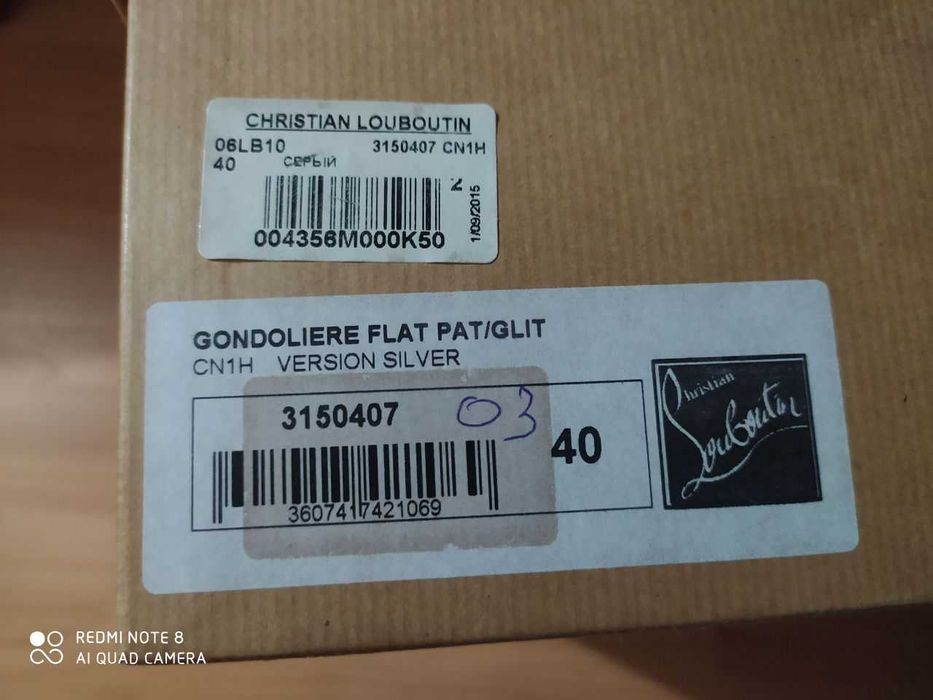 CHRISTIAN LOUBOUTIN
06LB10 3150407 CN1H
40 СЕРЫЙ
N
1/09/2015
004356M000K50
GONDOLIERE FLAT PAT/GLIT
CN1H VERSION SILVER
3150407 03
40
3607417421069
Christian
Louboutin
REDMI NOTE 8
AI QUAD CAMERA